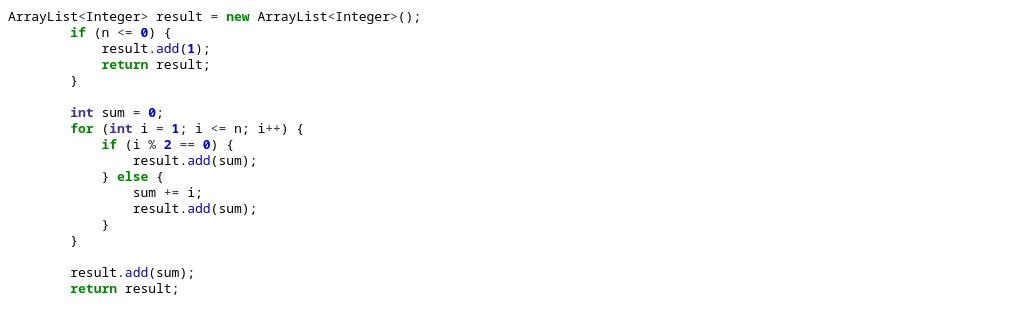 ArrayList<Integer> result = new ArrayList<Integer>();
        if (n <= 0) {
            result.add(1);
            return result;
        }

        int sum = 0;
        for (int i = 1; i <= n; i++) {
            if (i % 2 == 0) {
                result.add(sum);
            } else {
                sum += i;
                result.add(sum);
            }
        }

        result.add(sum);
        return result;